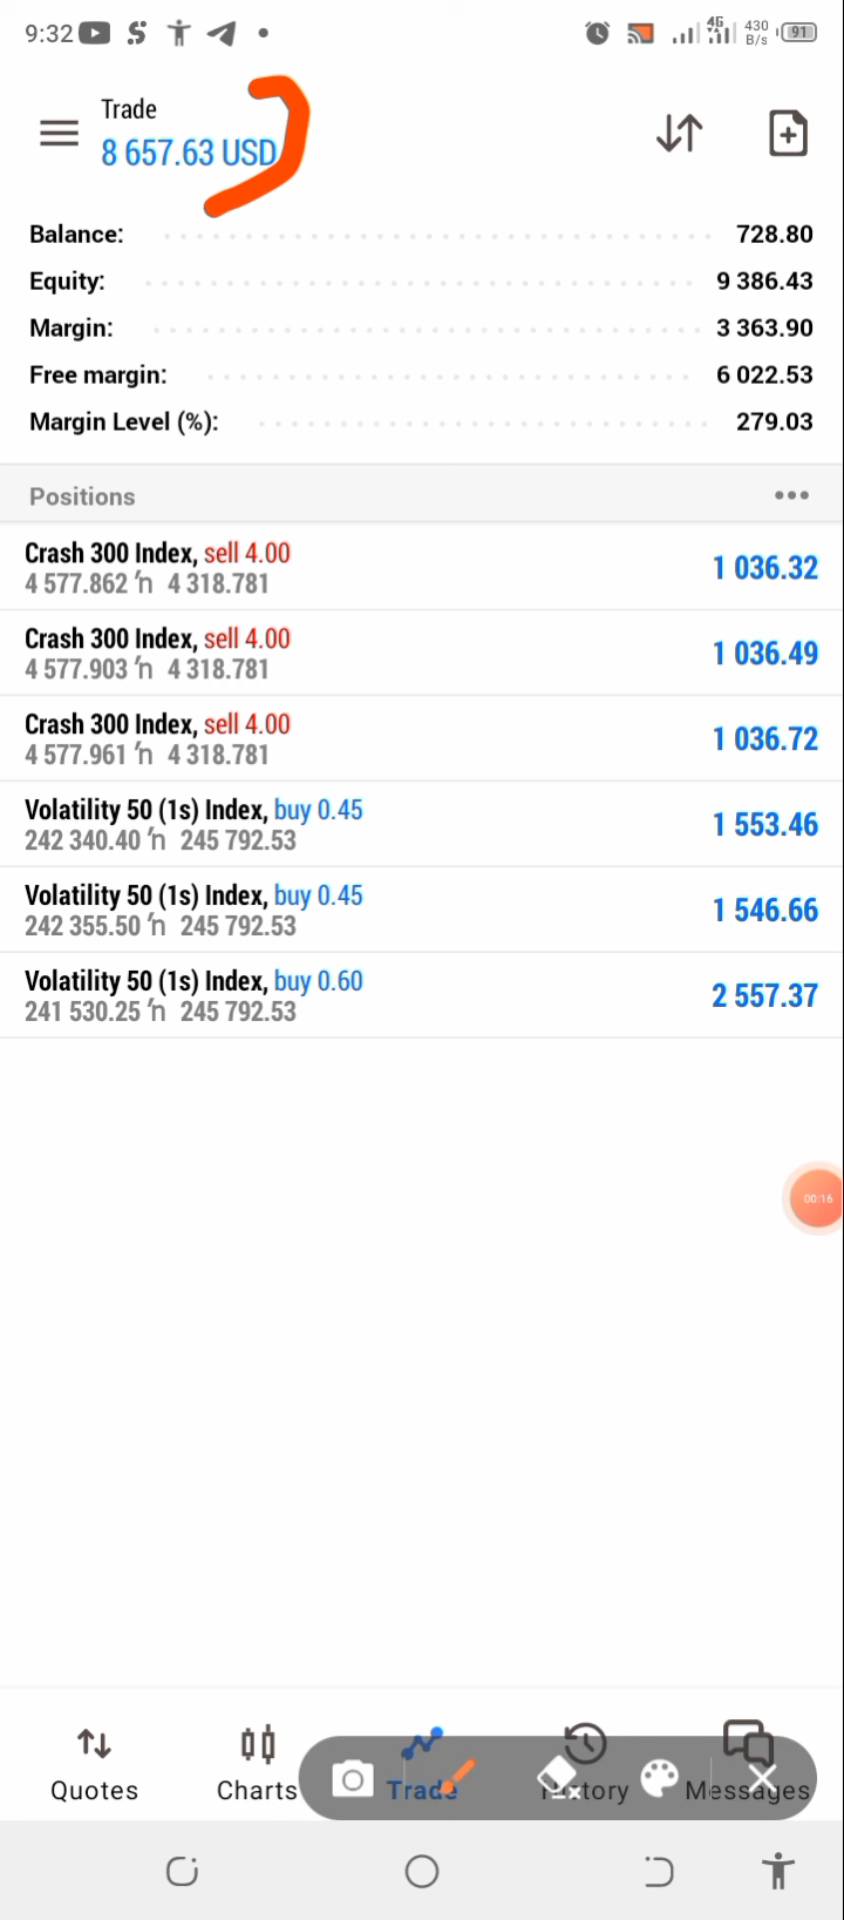 9:32
4G
430 B/s
91
Trade
8 657.63 USD
Balance: 728.80
Equity: 9 386.43
Margin: 3 363.90
Free margin: 6 022.53
Margin Level (%): 279.03
Positions
Crash 300 Index, sell 4.00
4 577.862 4 318.781
1 036.32
Crash 300 Index, sell 4.00
4 577.903 4 318.781
1 036.49
Crash 300 Index, sell 4.00
4 577.961 4 318.781
1 036.72
Volatility 50 (1s) Index, buy 0.45
242 340.40 245 792.53
1 553.46
Volatility 50 (1s) Index, buy 0.45
242 355.50 245 792.53
1 546.66
Volatility 50 (1s) Index, buy 0.60
241 530.25 245 792.53
2 557.37
00:16
Quotes
Charts
Trade
History
Messages